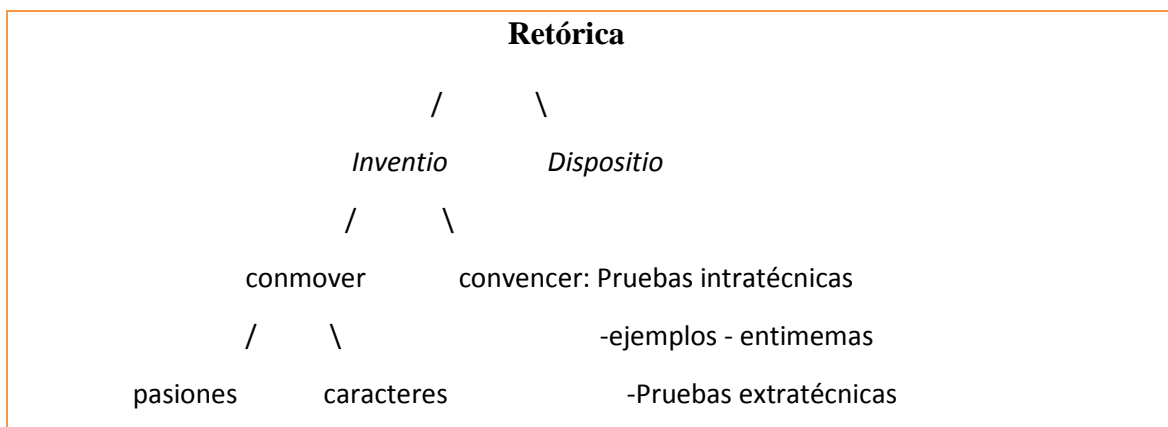 Retórica
/ \
Inventio Dispositio
/ \
conmover convencer: Pruebas intratécnicas
/ \ -ejemplos - entimemas
pasiones caracteres -Pruebas extratécnicas